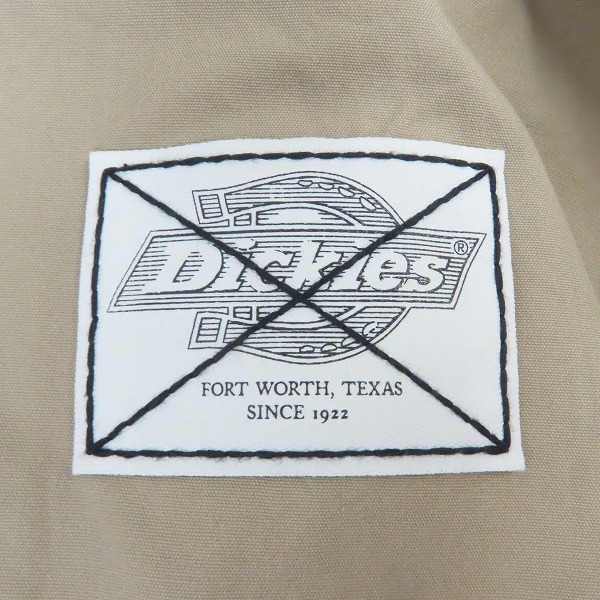 Dickies®
FORT WORTH, TEXAS
SINCE 1922